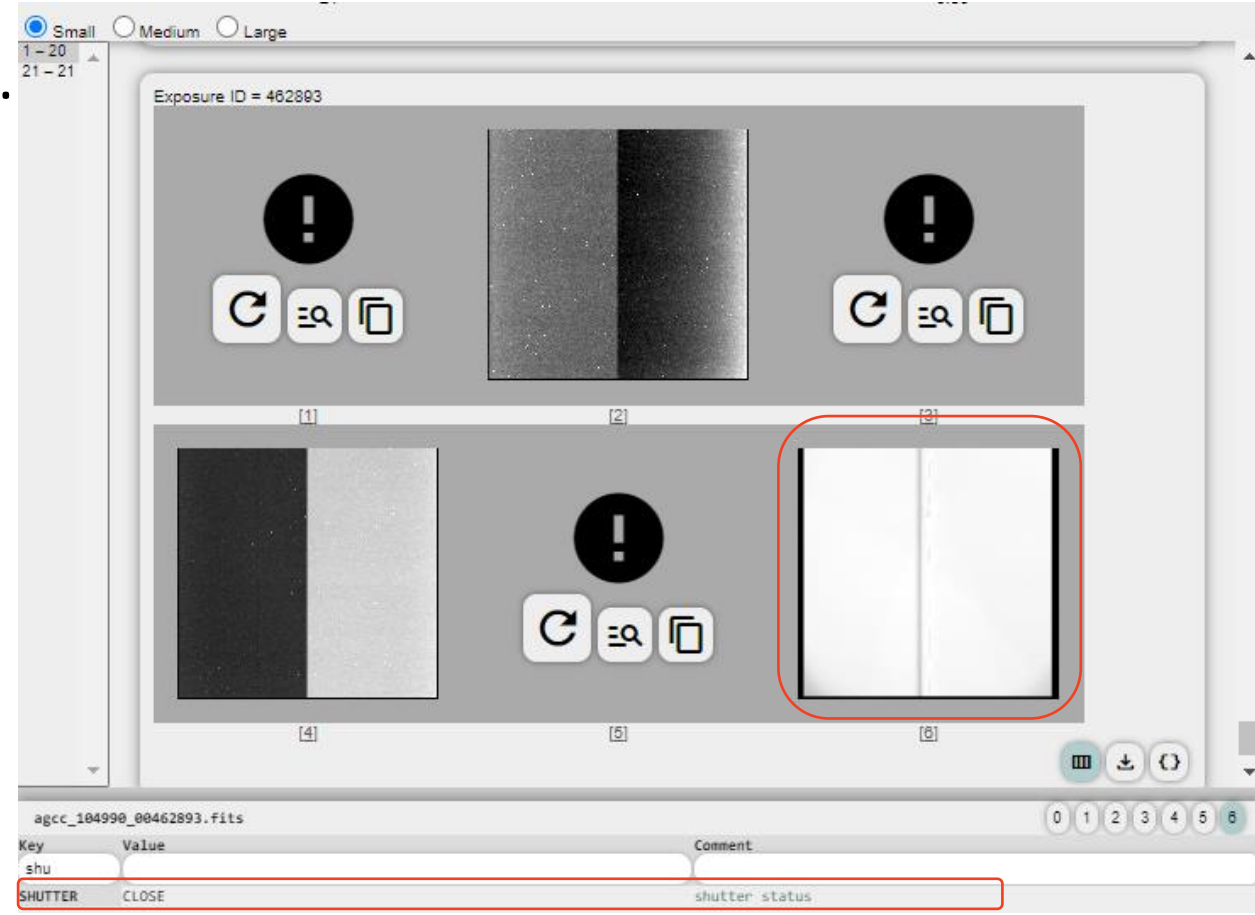 Small Medium Large
1 – 20
21 – 21
Exposure ID = 462893
[1] [2] [3]
[4] [5] [6]
agcc_104990_00462893.fits 0 1 2 3 4 5 6
Key Value Comment
shu
SHUTTER CLOSE shutter status